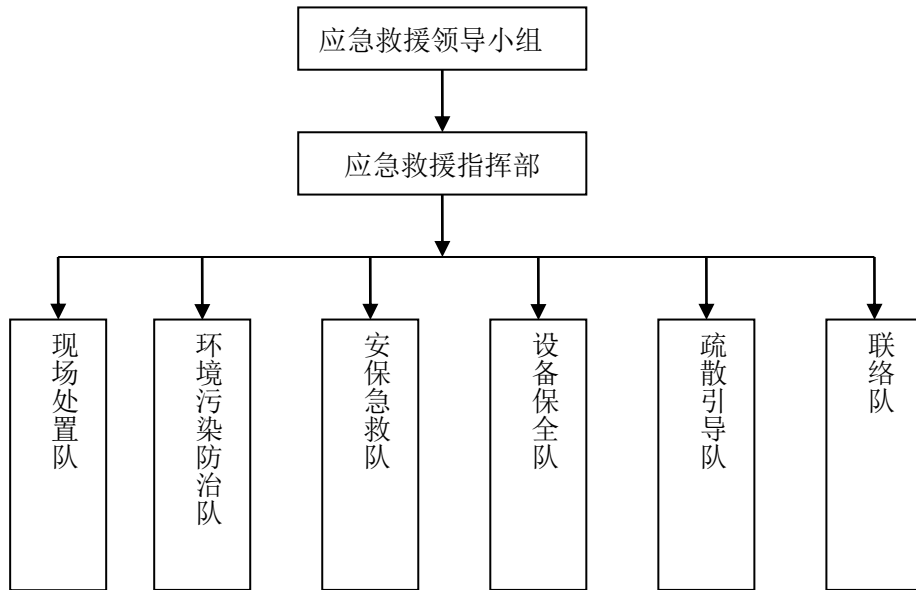 应急救援领导小组
应急救援指挥部
现场处置队
环境污染防治队
安保急救队
设备保全队
疏散引导队
联络队